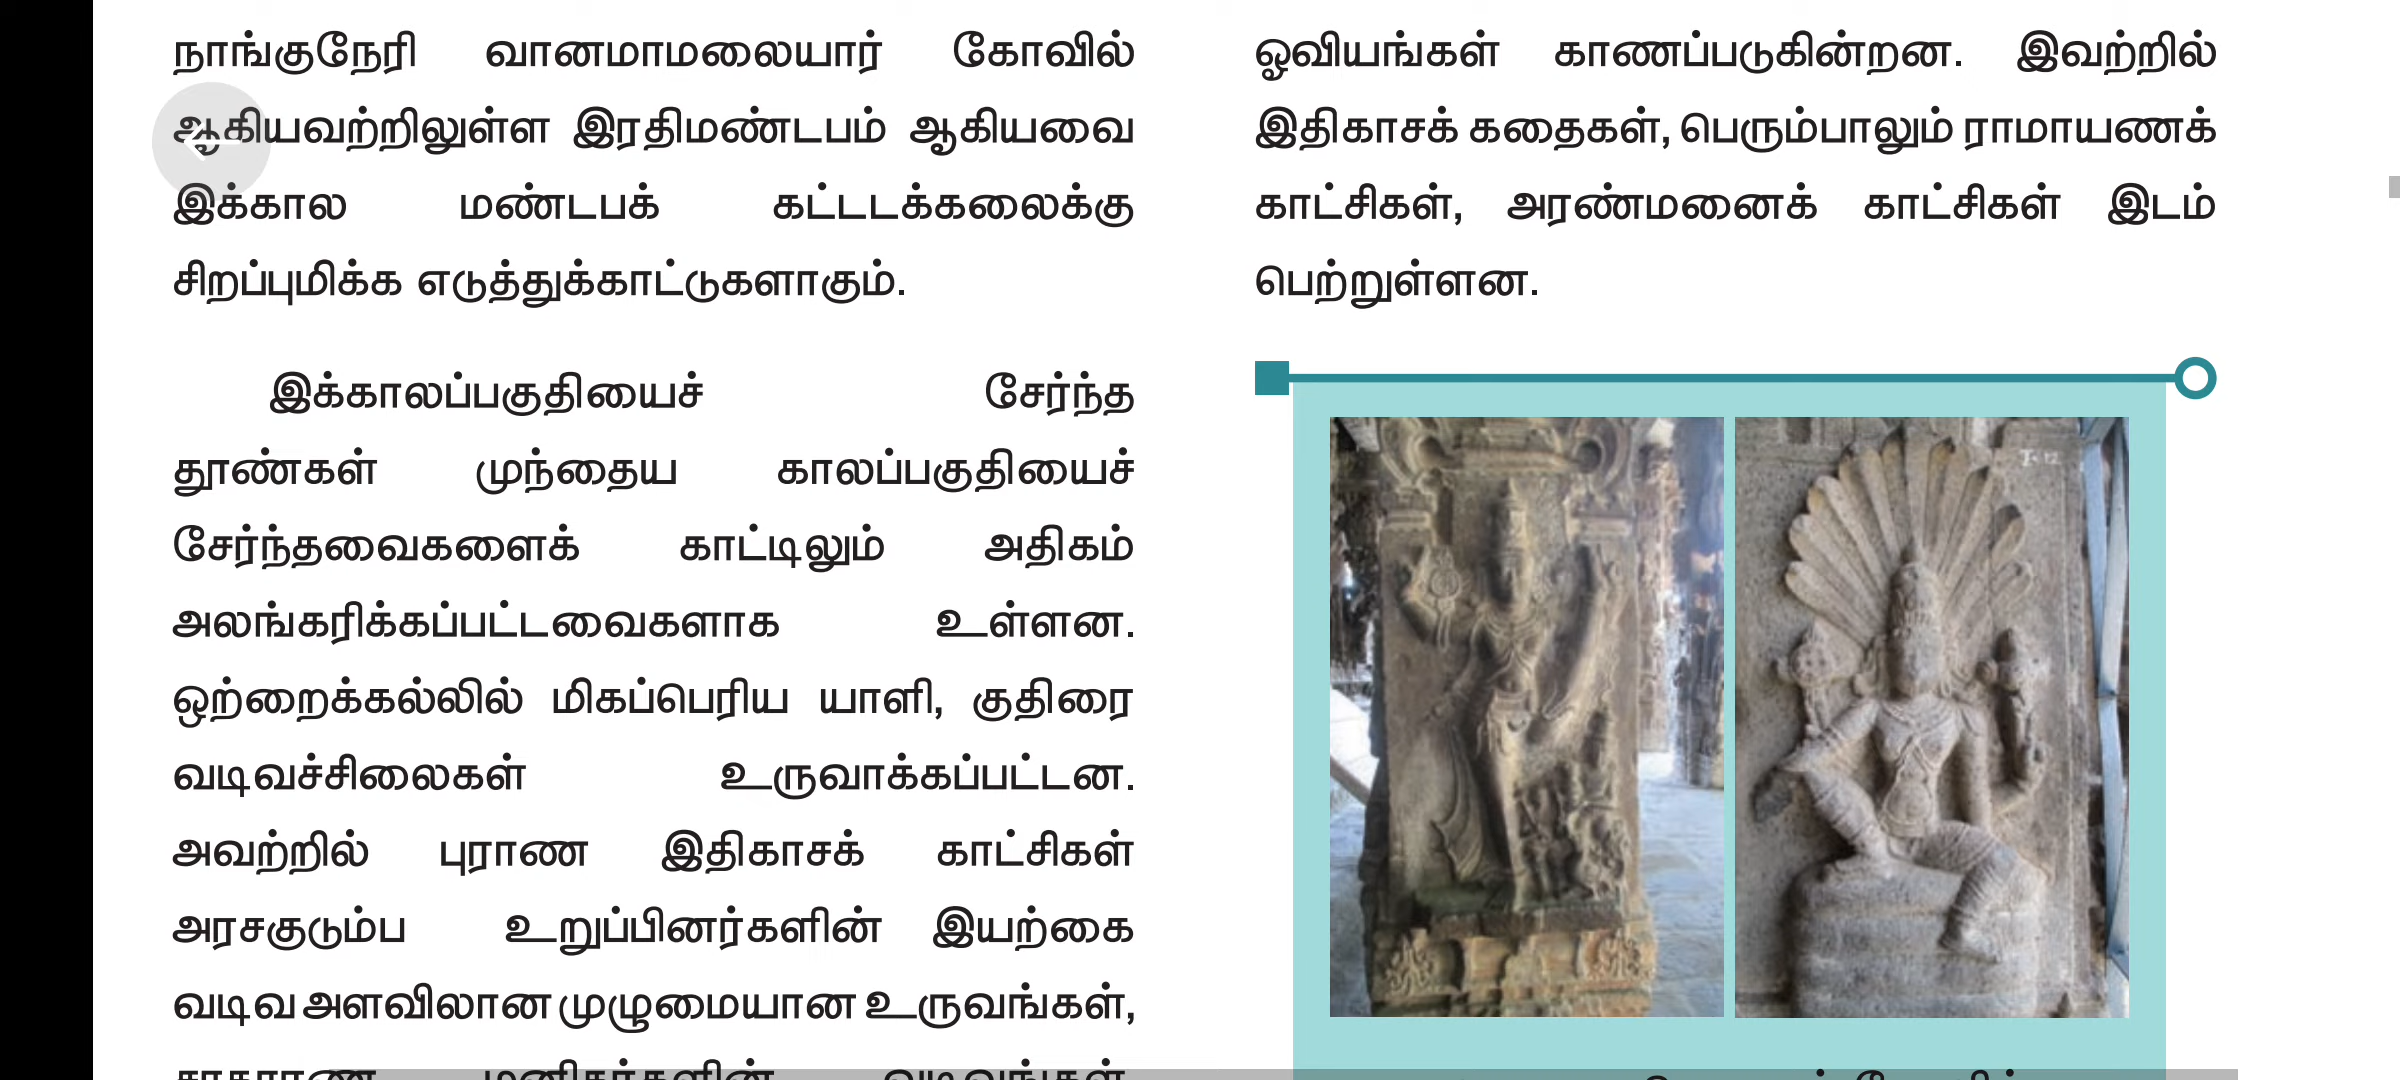 நாங்குநேரி வானமாமலையார் கோவில்
ஆகியவற்றிலுள்ள இரதிமண்டபம் ஆகியவை
இக்கால மண்டபக் கட்டடக்கலைக்கு
சிறப்புமிக்க எடுத்துக்காட்டுகளாகும்.
இக்காலப்பகுதியைச் சேர்ந்த
தூண்கள் முந்தைய காலப்பகுதியைச்
சேர்ந்தவைகளைக் காட்டிலும் அதிகம்
அலங்கரிக்கப்பட்டவைகளாக உள்ளன.
ஒற்றைக்கல்லில் மிகப்பெரிய யாளி, குதிரை
வடிவச்சிலைகள் உருவாக்கப்பட்டன.
அவற்றில் புராண இதிகாசக் காட்சிகள்
அரசகுடும்ப உறுப்பினர்களின் இயற்கை
வடிவ அளவிலான முழுமையான உருவங்கள்,
ஓவியங்கள் காணப்படுகின்றன. இவற்றில்
இதிகாசக் கதைகள், பெரும்பாலும் ராமாயணக்
காட்சிகள், அரண்மனைக் காட்சிகள் இடம்
பெற்றுள்ளன.